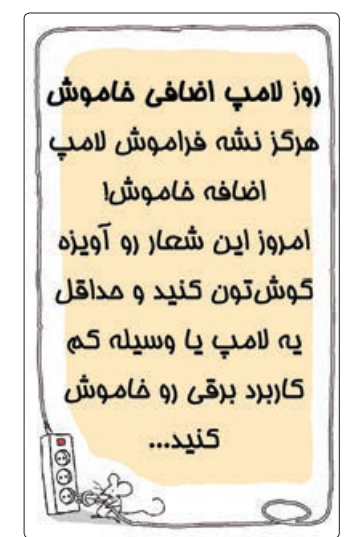 روز لامپ اضافی خاموش
هرگز نشه فراموش لامپ
اضافه خاموش!
امروز این شعار رو آویزه
گوش‌تون کنید و حداقل
یه لامپ یا وسیله کم
کاربرد برقی رو خاموش
کنید...